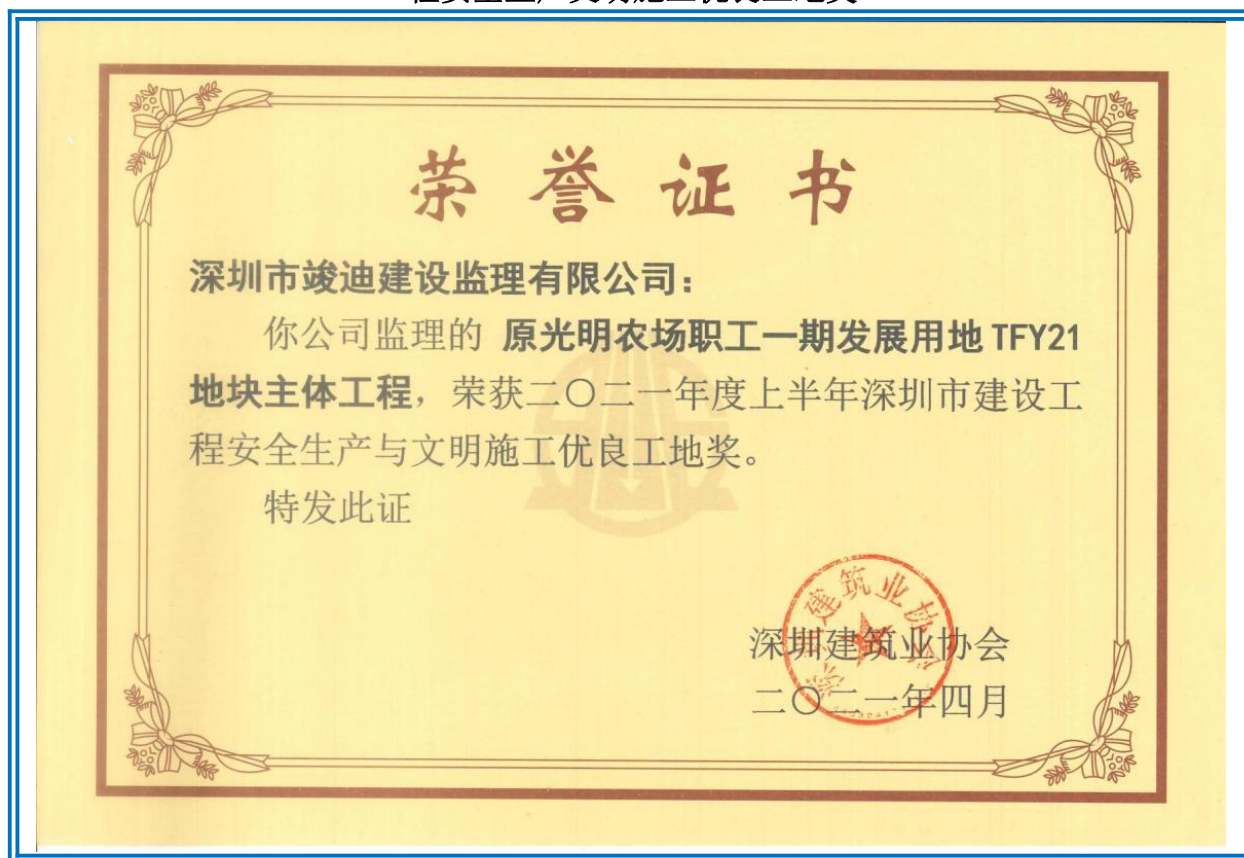 荣誉证书
深圳市竣迪建设监理有限公司：
你公司监理的 原光明农场职工一期发展用地 TFY21
地块主体工程，荣获二〇二一年度上半年深圳市建设工
程安全生产与文明施工优良工地奖。
特发此证
深圳建筑业协会
二〇二一年四月